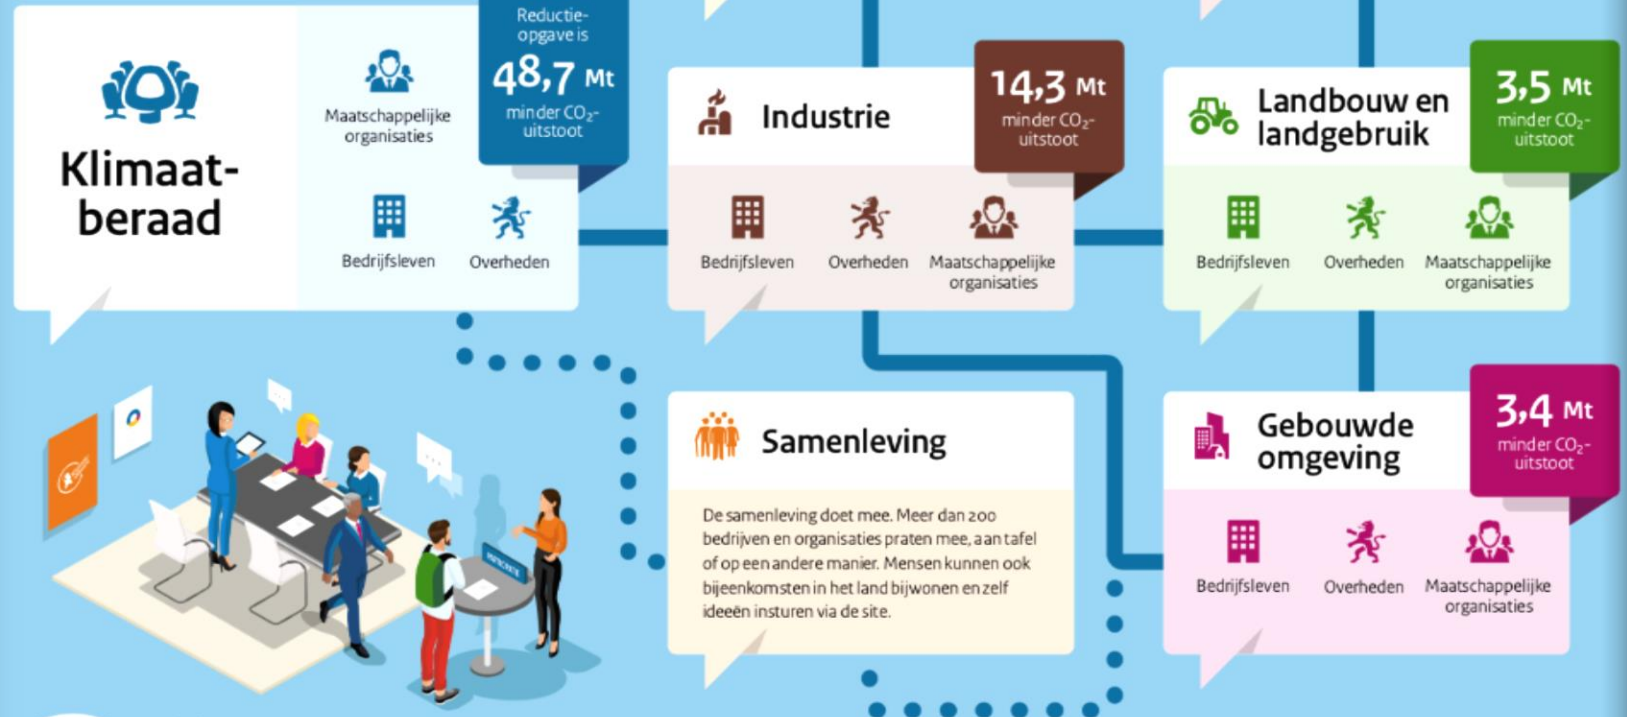 Klimaat-
beraad
Maatschappelijke
organisaties
Bedrijfsleven
Overheden
Reductie-
opgave is
48,7 Mt
minder CO₂-
uitstoot
Industrie
14,3 Mt
minder CO₂-
uitstoot
Bedrijfsleven
Overheden
Maatschappelijke
organisaties
Landbouw en
landgebruik
3,5 Mt
minder CO₂-
uitstoot
Bedrijfsleven
Overheden
Maatschappelijke
organisaties
Samenleving
De samenleving doet mee. Meer dan 200
bedrijven en organisaties praten mee, aan tafel
of op een andere manier. Mensen kunnen ook
bijeenkomsten in het land bijwonen en zelf
ideeën insturen via de site.
Gebouwde
omgeving
3,4 Mt
minder CO₂-
uitstoot
Bedrijfsleven
Overheden
Maatschappelijke
organisaties